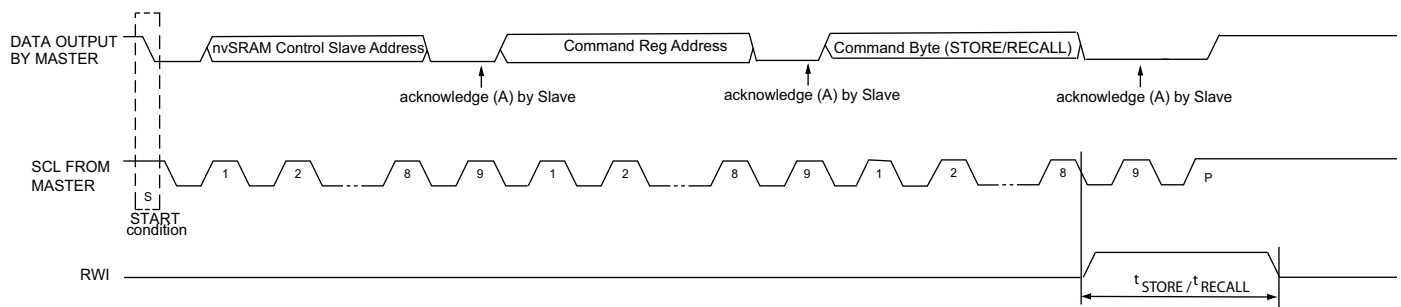 DATA OUTPUT
BY MASTER
nvSRAM Control Slave Address
Command Reg Address
Command Byte (STORE/RECALL)
acknowledge (A) by Slave
acknowledge (A) by Slave
acknowledge (A) by Slave
SCL FROM
MASTER
1 2 8 9 1 2 8 9 1 2 8 9
S
P
START
condition
RWI
tSTORE/tRECALL